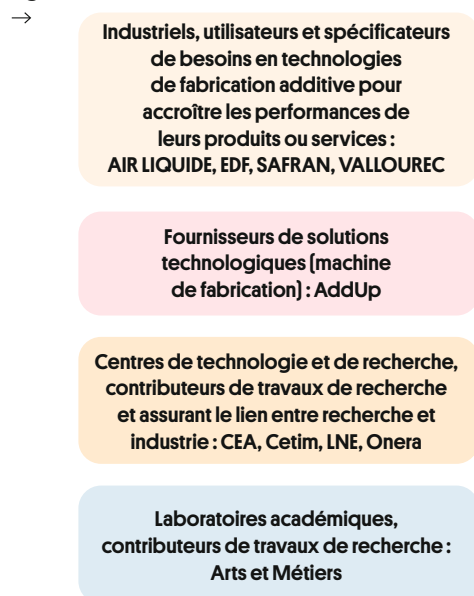 →
Industriels, utilisateurs et spécificateurs
de besoins en technologies
de fabrication additive pour
accroître les performances de
leurs produits ou services :
AIR LIQUIDE, EDF, SAFRAN, VALLOUREC
Fournisseurs de solutions
technologiques (machine
de fabrication) : AddUp
Centres de technologie et de recherche,
contributeurs de travaux de recherche
et assurant le lien entre recherche et
industrie : CEA, Cetim, LNE, Onera
Laboratoires académiques,
contributeurs de travaux de recherche :
Arts et Métiers